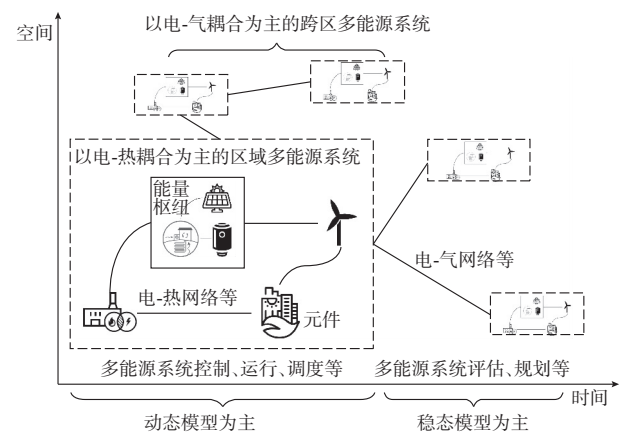 空间
以电-气耦合为主的跨区多能源系统
以电-热耦合为主的区域多能源系统
能量
枢纽
电-气网络等
电-热网络等
元件
多能源系统控制、运行、调度等
多能源系统评估、规划等
时间
动态模型为主
稳态模型为主